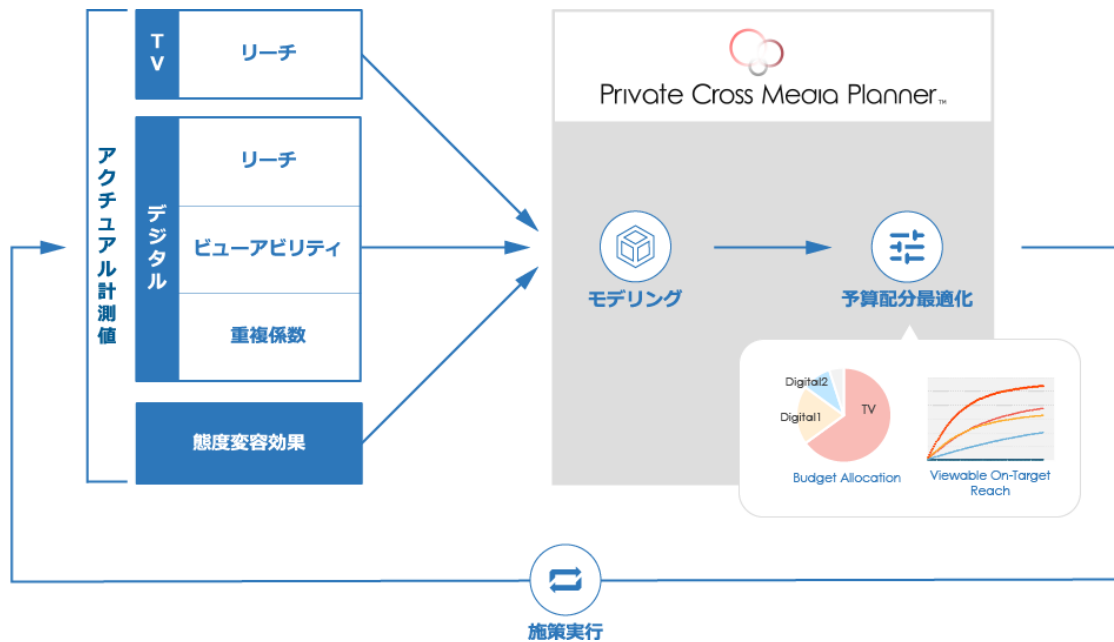 アクチュアル計測値
TV
リーチ
デジタル
リーチ
ビューアビリティ
重複係数
態度変容効果
Private Cross Media Planner™
モデリング
予算配分最適化
Digital2
Digital1
TV
Budget Allocation
Viewable On-Target
Reach
施策実行